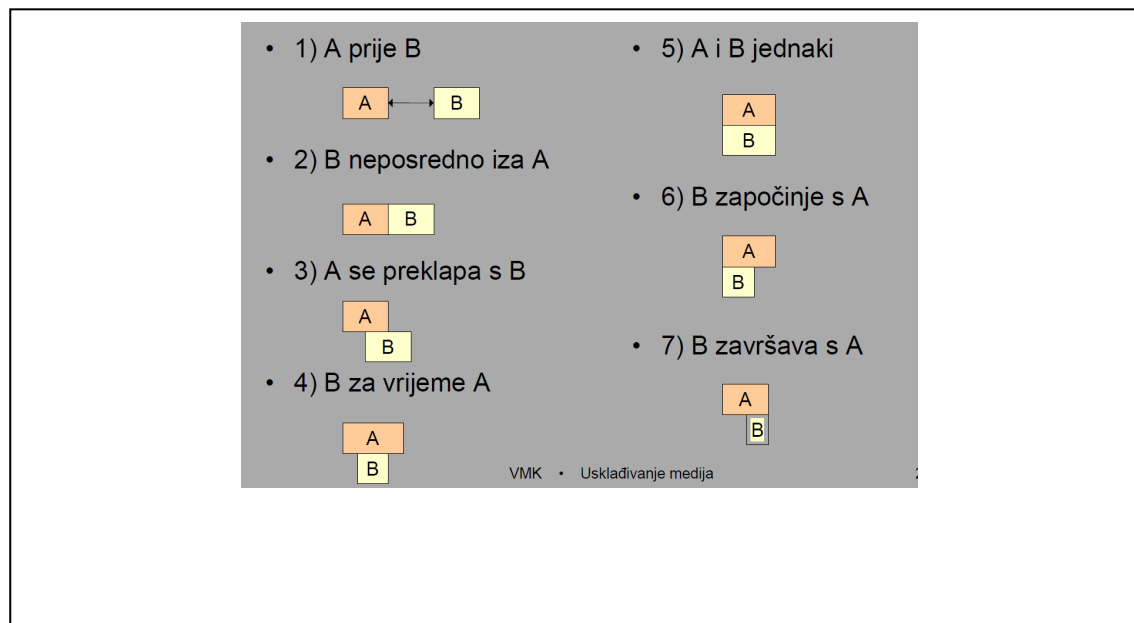 • 1) A prije B
A B
• 2) B neposredno iza A
A B
• 3) A se preklapa s B
A
B
• 4) B za vrijeme A
A
B
• 5) A i B jednaki
A
B
• 6) B započinje s A
A
B
• 7) B završava s A
A
B
VMK • Usklađivanje medija